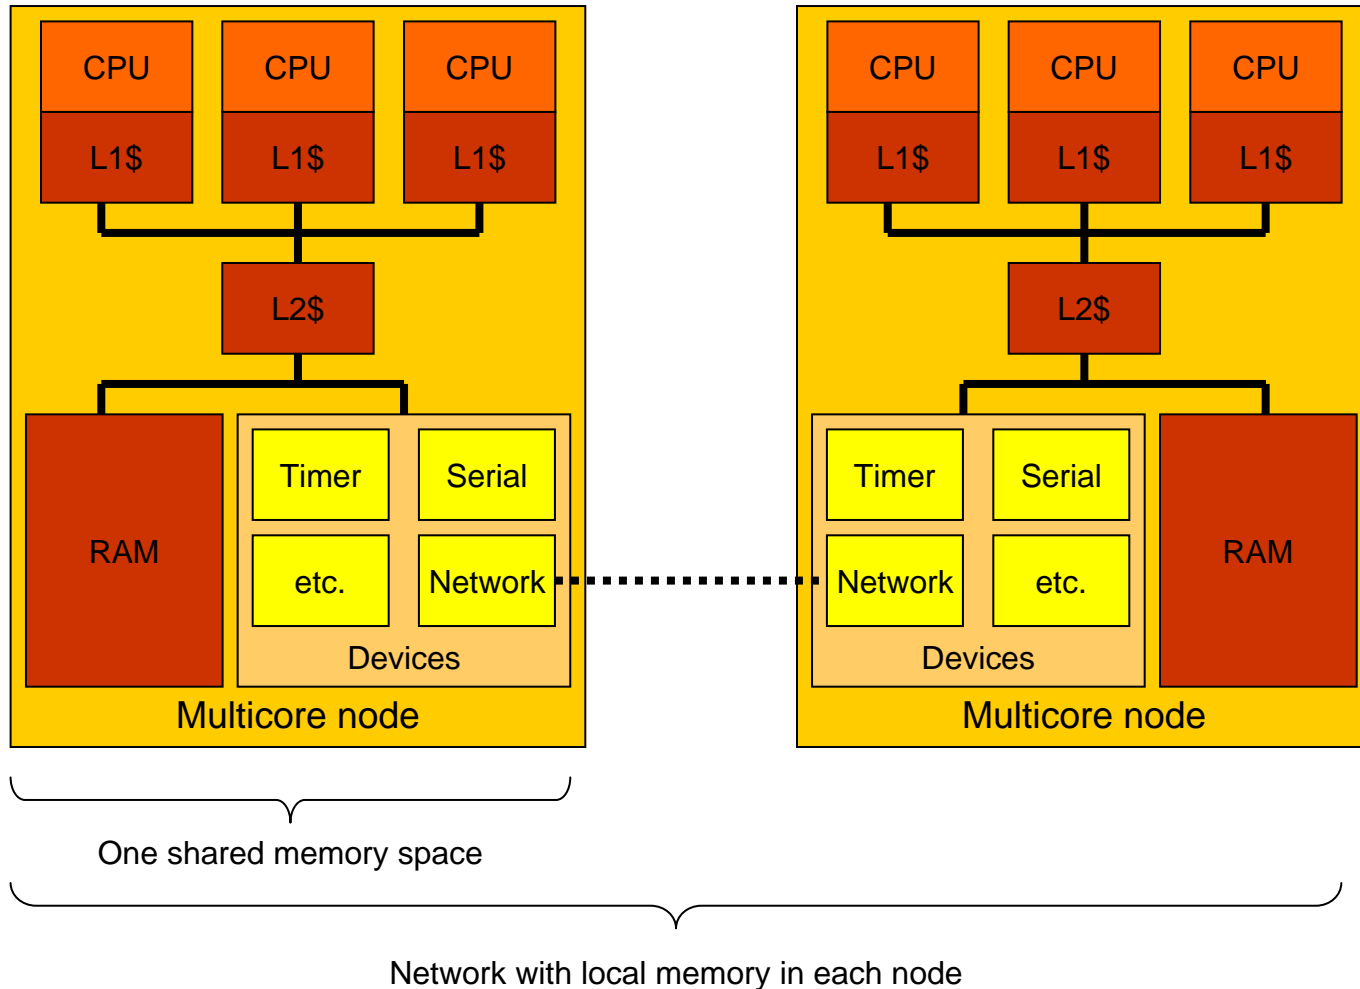 CPU CPU CPU CPU CPU CPU
L1$ L1$ L1$ L1$ L1$ L1$
L2$ L2$
Timer Serial Timer Serial
RAM etc. Network Network etc. RAM
Devices Devices
Multicore node Multicore node
One shared memory space
Network with local memory in each node